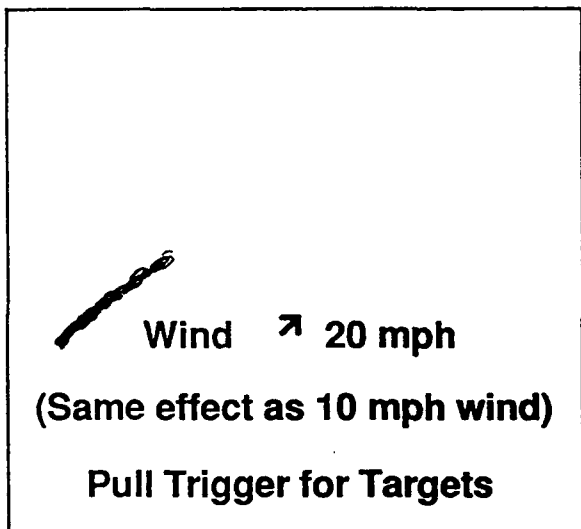 Wind ↗ 20 mph
(Same effect as 10 mph wind)
Pull Trigger for Targets